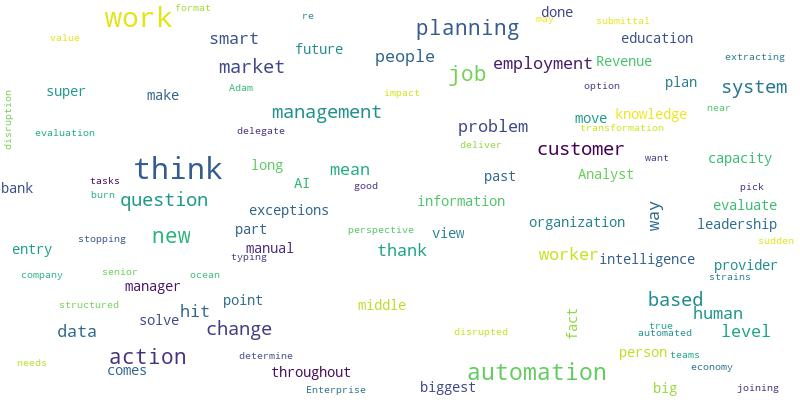 work format re done may submittal
value smart planning education
future people
market job employment Revenue extracting
super make Adam impact option plan system
disruption management move knowledge near
evaluation delegate problem transformation
deliver customer want
think long mean past Analyst capacity
bank tasks AI good pick
burn question information evaluate
exceptions organization way leadership
stopping new part perspective view sudden
entry manual typing thank worker intelligence provider
company senior ocean strains
manager
structured hit point middle based human
solve data change disrupted fact true automated level
action determine person teams
needs comes throughout automation economy
Enterprise biggest big joining